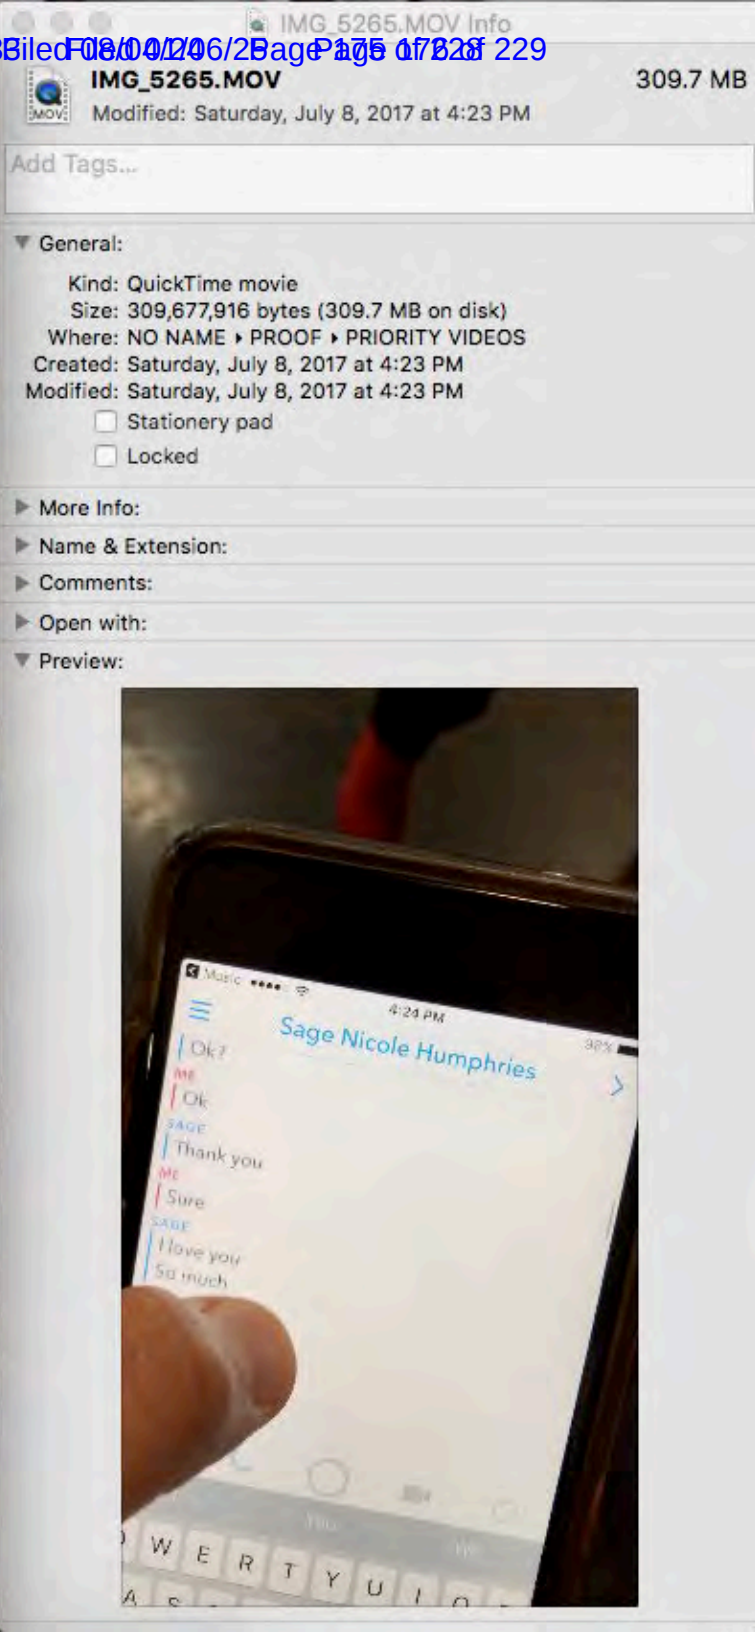 IMG_5265.MOV Info
IMG_5265.MOV 309.7 MB
Modified: Saturday, July 8, 2017 at 4:23 PM
Add Tags...
General:
Kind: QuickTime movie
Size: 309,677,916 bytes (309.7 MB on disk)
Where: NO NAME ▸ PROOF ▸ PRIORITY VIDEOS
Created: Saturday, July 8, 2017 at 4:23 PM
Modified: Saturday, July 8, 2017 at 4:23 PM
Stationery pad
Locked
More Info:
Name & Extension:
Comments:
Open with:
Preview:
Music 4:24 PM 98%
Sage Nicole Humphries
Ok?
ME
Ok
SAGE
Thank you
ME
Sure
SAGE
I love you
So much
W E R T Y U I O
A S